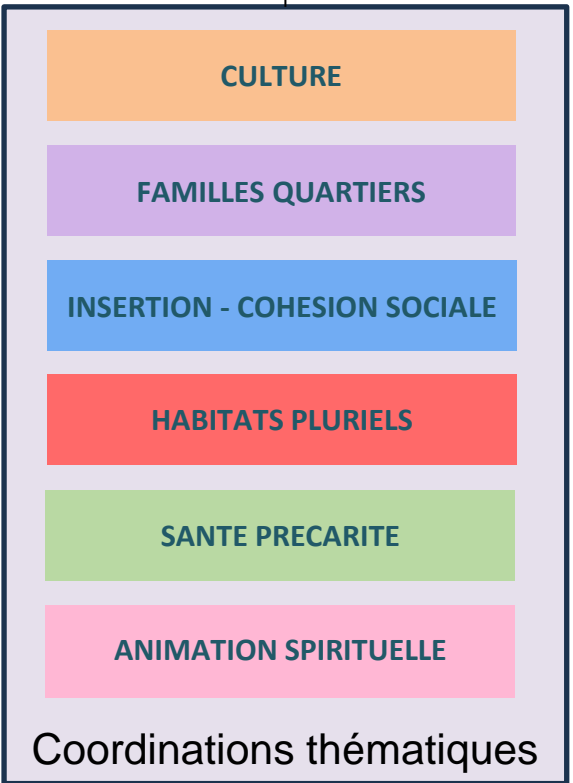 CULTURE
FAMILLES QUARTIERS
INSERTION - COHESION SOCIALE
HABITATS PLURIELS
SANTE PRECARITE
ANIMATION SPIRITUELLE
Coordinations thématiques